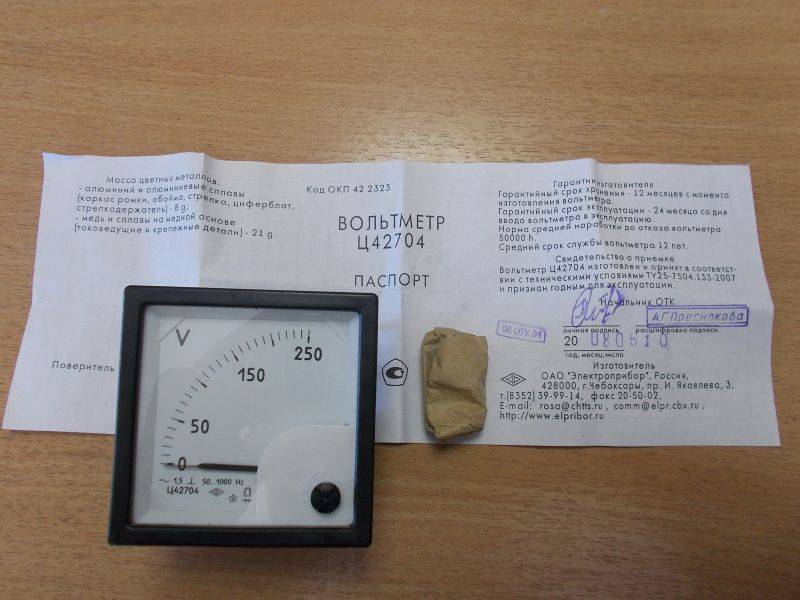 Масса цветных металлов:
- алюминий и алюминиевые сплавы
(каркас рамки, обойма, стрелка, циферблат,
стрелкодержатель) - 8 g;
- медь и сплавы на медной основе
(токоведущие и крепежные детали) - 21 g.
Поверитель
Код ОКП 42 2323
ВОЛЬТМЕТР
Ц42704
ПАСПОРТ
Гарантии изготовителя
Гарантийный срок хранения - 12 месяцев с момента
изготовления вольтметра.
Гарантийный срок эксплуатации - 24 месяца со дня
ввода вольтметра в эксплуатацию.
Норма средней наработки до отказа вольтметра
50000 h.
Средний срок службы вольтметра 12 лет.
Свидетельство о приемке
Вольтметр Ц42704 изготовлен и принят в соответст-
вии с техническими условиями ТУ25-7504.133-2007
и признан годным для эксплуатации.
Начальник ОТК
А.Г.Преснякова
08 ОТК 04
личная подпись расшифровка подписи
20 080610
год, месяц, число
Изготовитель
ОАО "Электроприбор", Россия,
428000, г.Чебоксары, пр. И. Яковлева, 3,
т.(8352) 39-99-14, факс 20-50-02,
E-mail: rosa@chtts.ru , comm@elpr.cbx.ru ,
http://www.elpribor.ru
V
250
150
50
0
~ 1,5 ⊥ 50...1000 Hz
Ц42704